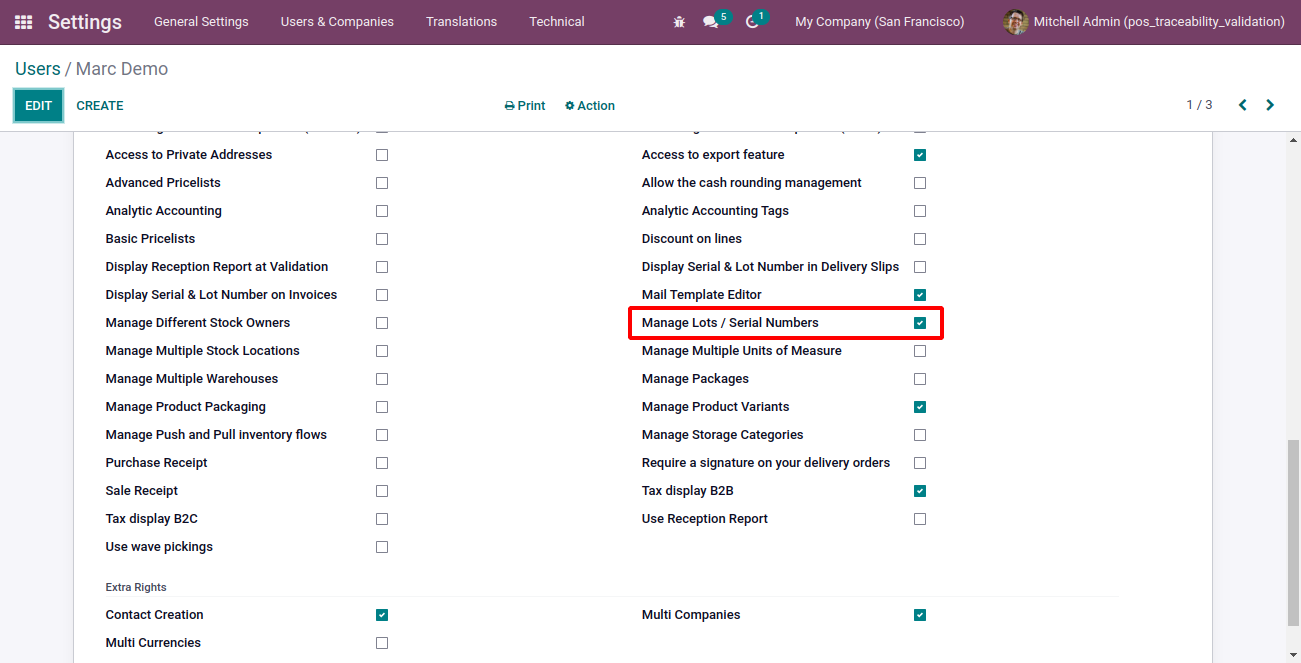 Settings General Settings Users & Companies Translations Technical 5 1 My Company (San Francisco) Mitchell Admin (pos_traceability_validation)
Users / Marc Demo
EDIT CREATE Print Action 1 / 3
Access to Private Addresses Access to export feature
Advanced Pricelists Allow the cash rounding management
Analytic Accounting Analytic Accounting Tags
Basic Pricelists Discount on lines
Display Reception Report at Validation Display Serial & Lot Number in Delivery Slips
Display Serial & Lot Number on Invoices Mail Template Editor
Manage Different Stock Owners Manage Lots / Serial Numbers
Manage Multiple Stock Locations Manage Multiple Units of Measure
Manage Multiple Warehouses Manage Packages
Manage Product Packaging Manage Product Variants
Manage Push and Pull inventory flows Manage Storage Categories
Purchase Receipt Require a signature on your delivery orders
Sale Receipt Tax display B2B
Tax display B2C Use Reception Report
Use wave pickings
Extra Rights
Contact Creation Multi Companies
Multi Currencies